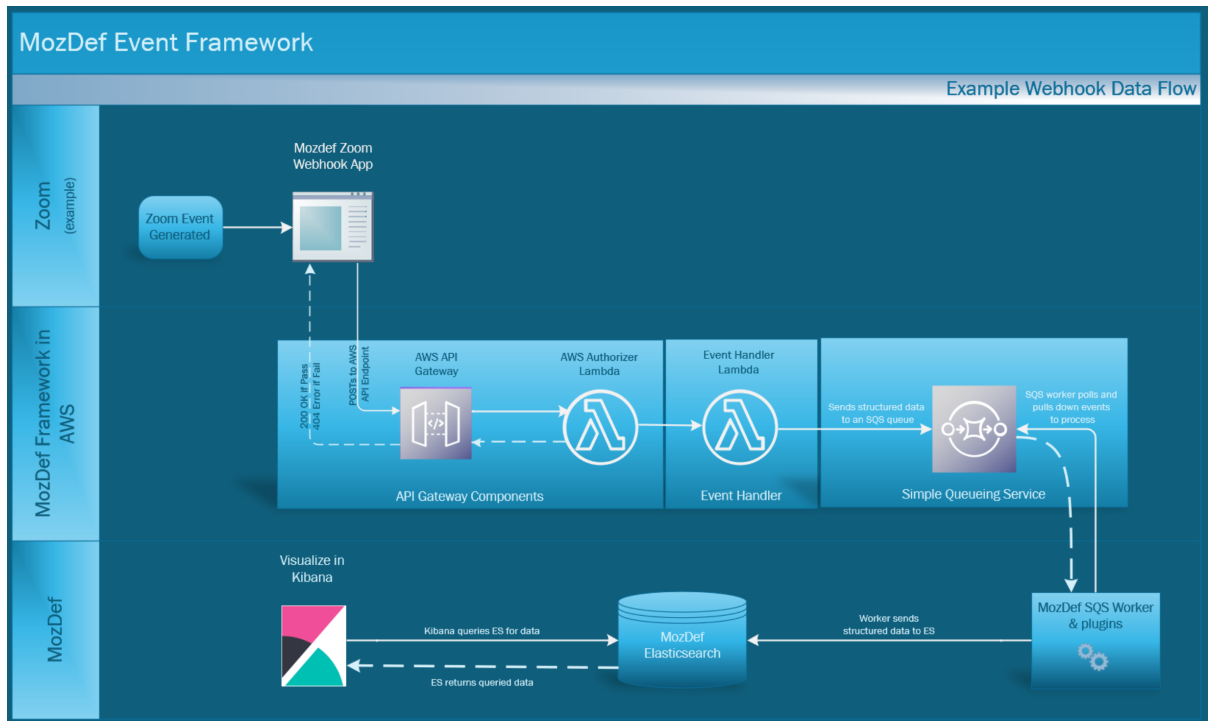 MozDef Event Framework
Example Webhook Data Flow
Zoom
(example)
Mozdef Zoom
Webhook App
Zoom Event
Generated
MozDef Framework in
AWS
200 OK if Pass
404 Error if Fail
POSTs to AWS
API Endpoint
AWS API
Gateway
AWS Authorizer
Lambda
API Gateway Components
Event Handler
Lambda
Event Handler
Sends structured data
to an SQS queue
SQS worker polls and
pulls down events
to process
Simple Queueing Service
MozDef
Visualize in
Kibana
Kibana queries ES for data
ES returns queried data
MozDef
Elasticsearch
Worker sends
structured data to ES
MozDef SQS Worker
& plugins